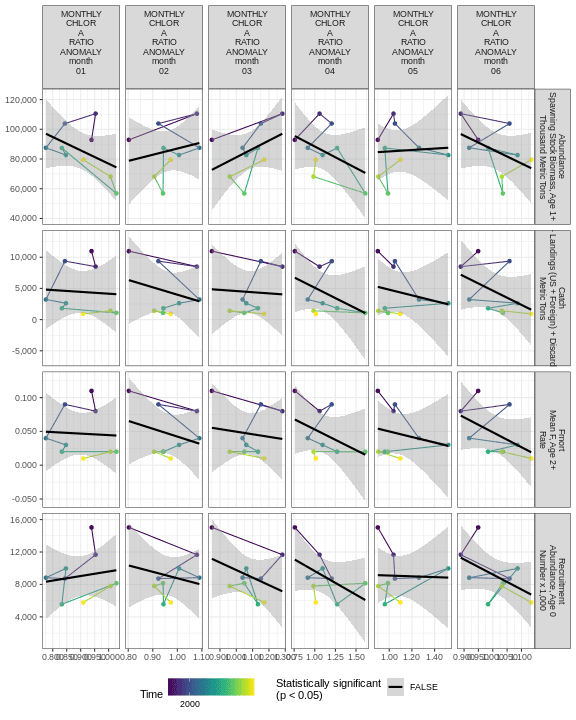 MONTHLY
CHLOR
A
RATIO
ANOMALY
month
01
MONTHLY
CHLOR
A
RATIO
ANOMALY
month
02
MONTHLY
CHLOR
A
RATIO
ANOMALY
month
03
MONTHLY
CHLOR
A
RATIO
ANOMALY
month
04
MONTHLY
CHLOR
A
RATIO
ANOMALY
month
05
MONTHLY
CHLOR
A
RATIO
ANOMALY
month
06
120,000
100,000
80,000
60,000
40,000
Abundance
Spawning Stock Biomass, Age 1+
Thousand Metric Tons
10,000
5,000
0
-5,000
Catch
Landings (US + Foreign) + Discard
Metric Tons
0.100
0.050
0.000
-0.050
Fmort
Mean F, Age 2+
Rate
16,000
12,000
8,000
4,000
Recruitment
Abundance, Age 0
Number x 1,000
0.80 0.90 1.00 1.10
1.00 1.25 1.50
1.00 1.20 1.40
Time
2000
Statistically significant
(p < 0.05)
FALSE